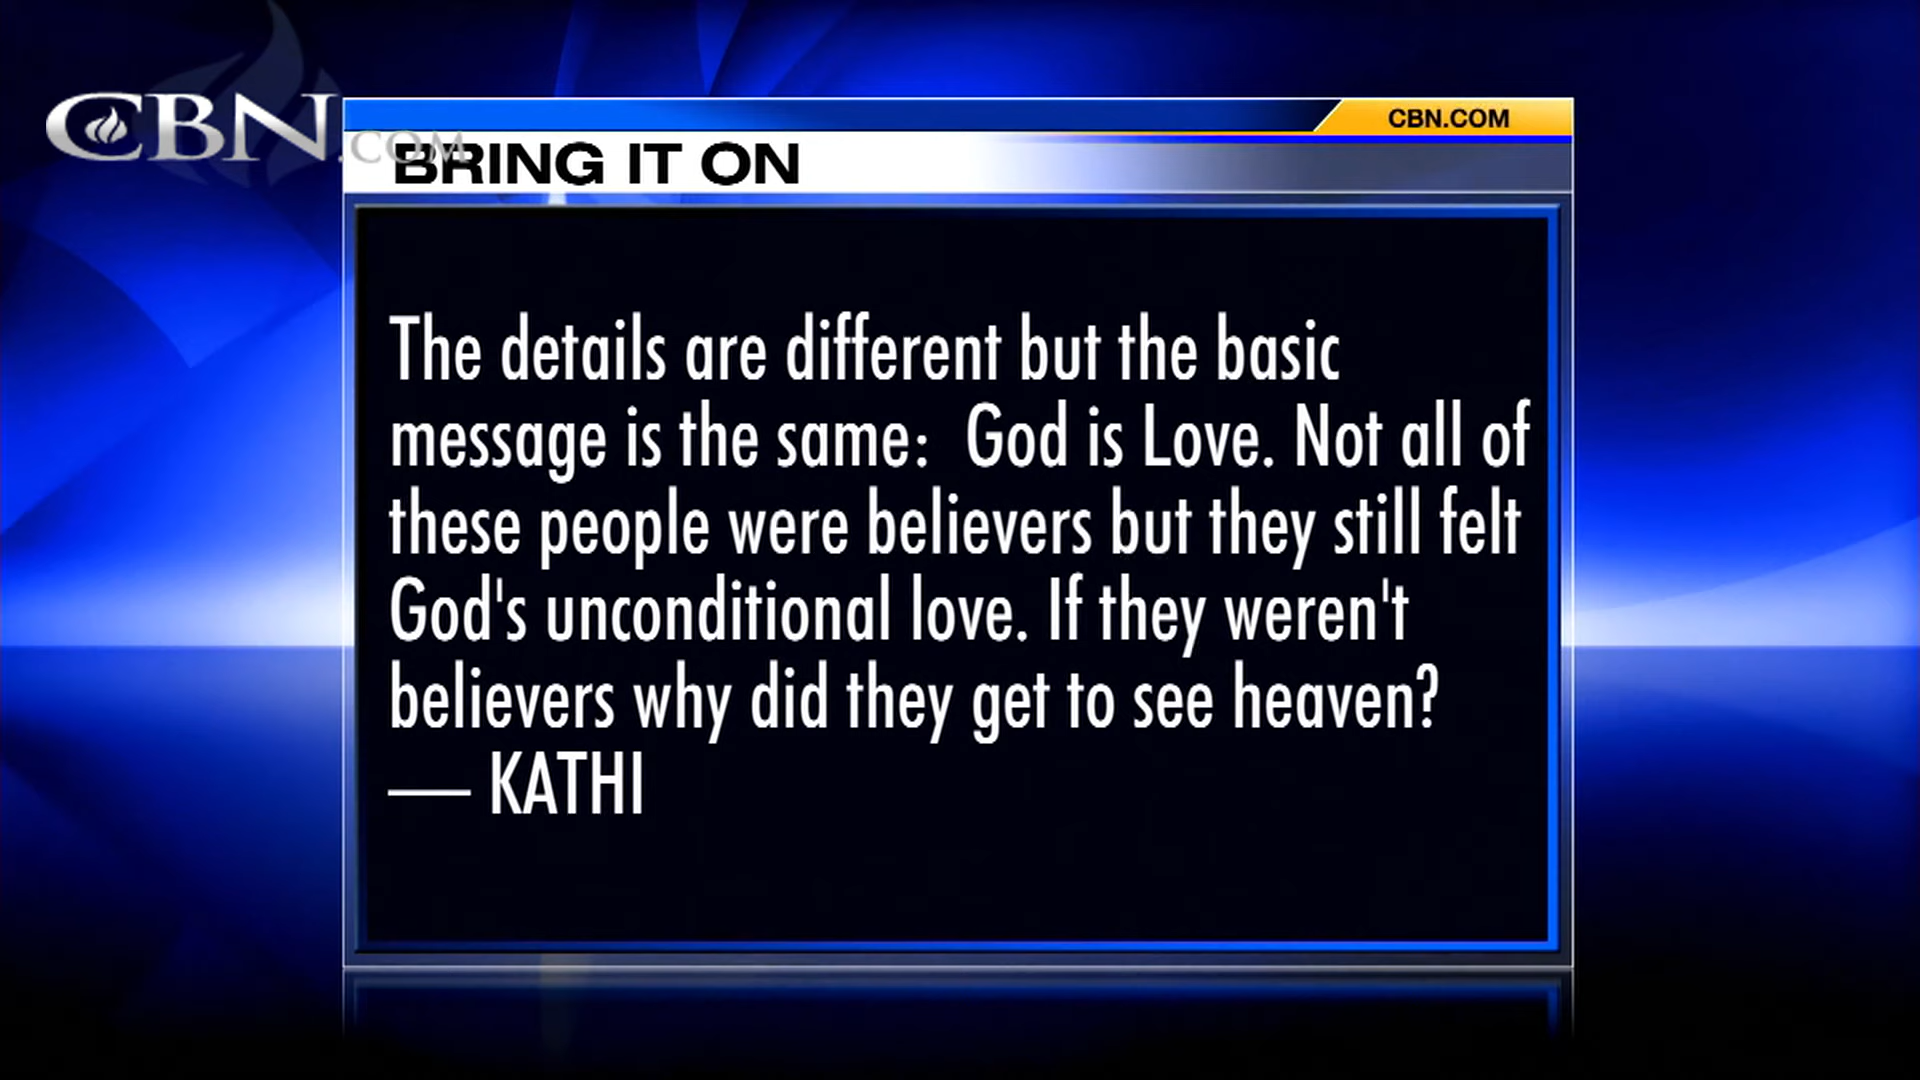 CBN.com
CBN.COM
BRING IT ON
The details are different but the basic
message is the same:  God is Love. Not all of
these people were believers but they still felt
God's unconditional love. If they weren't
believers why did they get to see heaven?
— KATHI